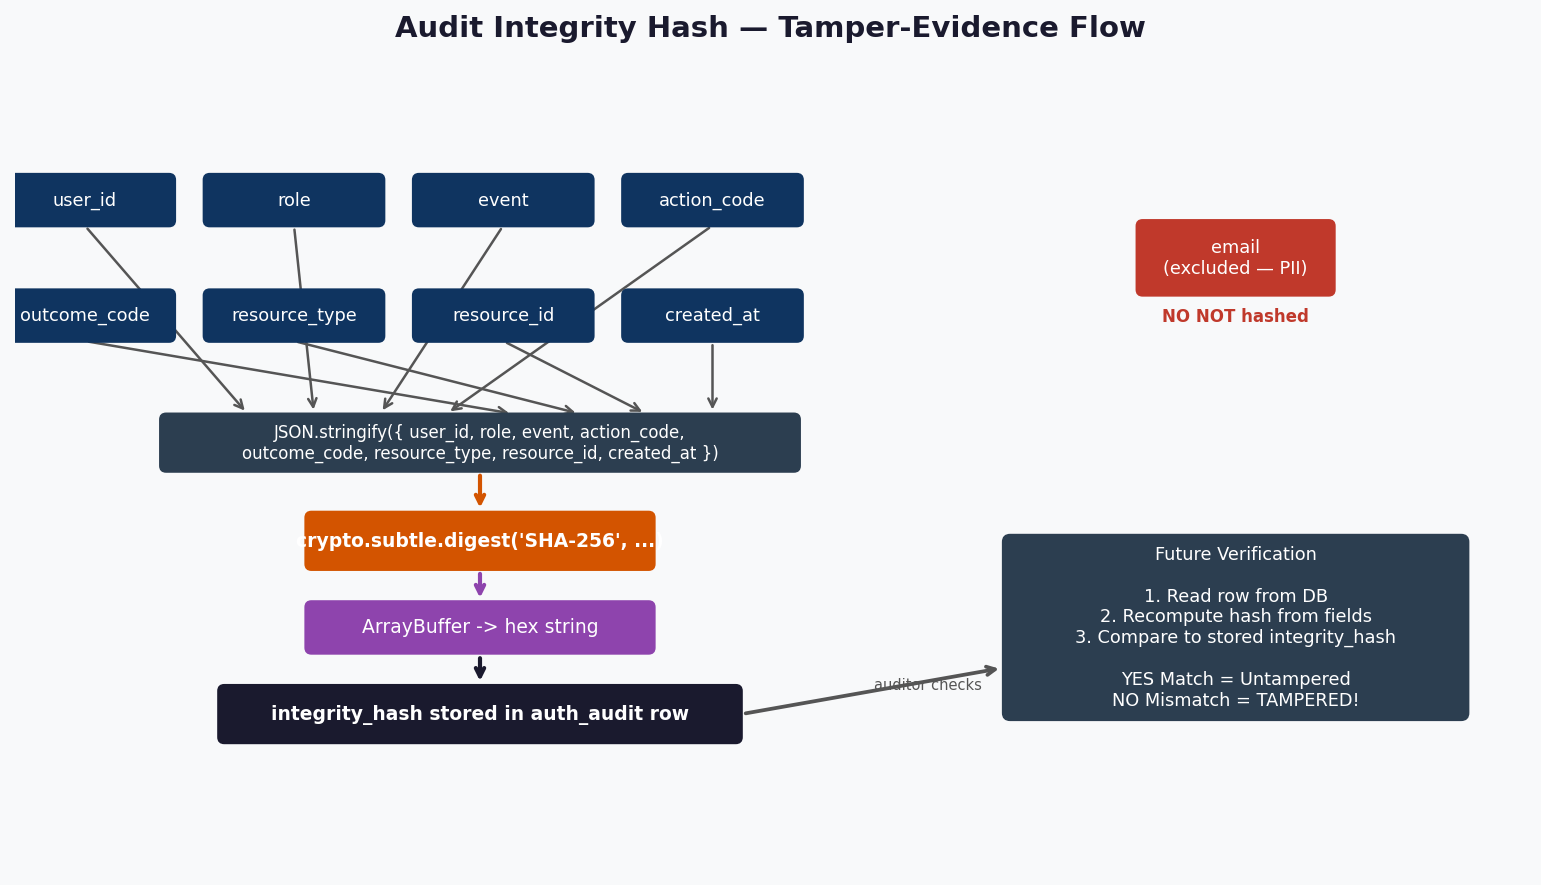 Audit Integrity Hash — Tamper-Evidence Flow
user_id
role
event
action_code
outcome_code
resource_type
resource_id
created_at
email
(excluded — PII)
NO NOT hashed
JSON.stringify({ user_id, role, event, action_code,
outcome_code, resource_type, resource_id, created_at })
crypto.subtle.digest('SHA-256', ...)
ArrayBuffer -> hex string
integrity_hash stored in auth_audit row
auditor checks
Future Verification
1. Read row from DB
2. Recompute hash from fields
3. Compare to stored integrity_hash
YES Match = Untampered
NO Mismatch = TAMPERED!